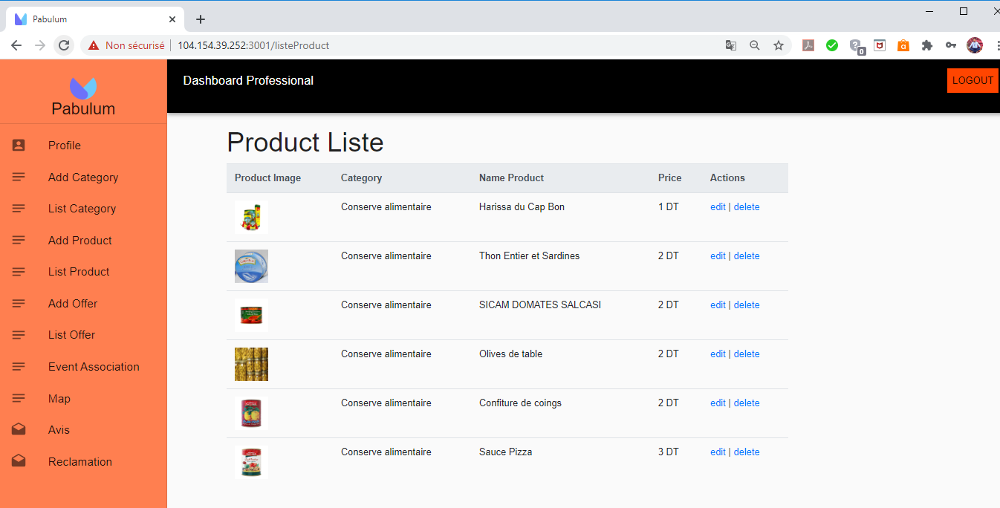 Pabulum
Non sécurisé 104.154.39.252:3001/listeProduct
0
Pabulum
Dashboard Professional
LOGOUT
Profile
Add Category
List Category
Add Product
List Product
Add Offer
List Offer
Event Association
Map
Avis
Reclamation
Product Liste
Product Image Category Name Product Price Actions
Conserve alimentaire Harissa du Cap Bon 1 DT edit | delete
Conserve alimentaire Thon Entier et Sardines 2 DT edit | delete
Conserve alimentaire SICAM DOMATES SALCASI 2 DT edit | delete
Conserve alimentaire Olives de table 2 DT edit | delete
Conserve alimentaire Confiture de coings 2 DT edit | delete
Conserve alimentaire Sauce Pizza 3 DT edit | delete